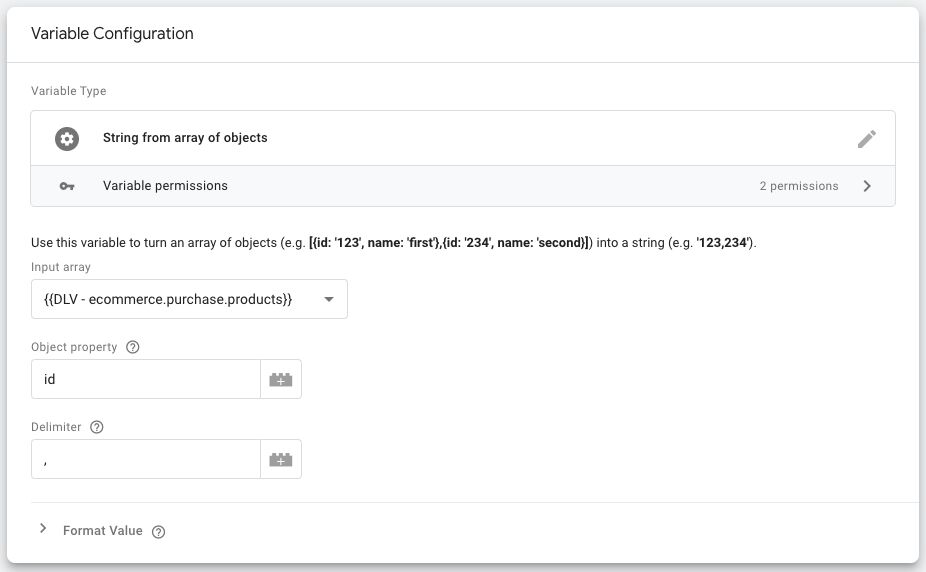 Variable Configuration
Variable Type
String from array of objects
Variable permissions 2 permissions
Use this variable to turn an array of objects (e.g. [{id: '123', name: 'first'},{id: '234', name: 'second}]) into a string (e.g. '123,234').
Input array
{{DLV - ecommerce.purchase.products}}
Object property
id
Delimiter
,
Format Value